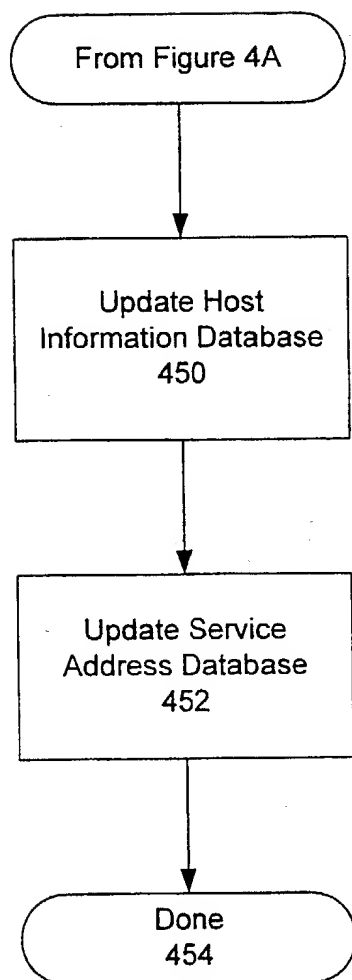 From Figure 4A
Update Host
Information Database
450
Update Service
Address Database
452
Done
454